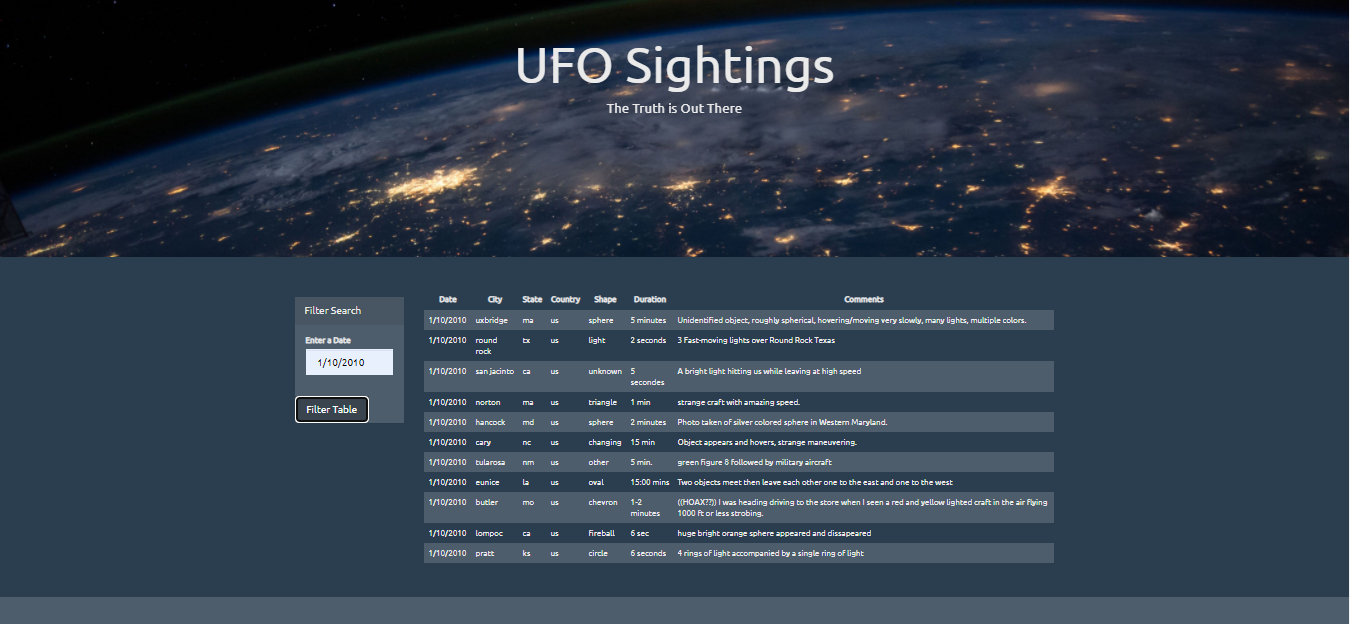 UFO Sightings
The Truth is Out There
Filter Search
Enter a Date
1/10/2010
Filter Table
Date City State Country Shape Duration Comments
1/10/2010 uxbridge ma us sphere 5 minutes Unidentified object, roughly spherical, hovering/moving very slowly, many lights, multiple colors.
1/10/2010 round tx us light 2 seconds 3 Fast-moving lights over Round Rock Texas
rock
1/10/2010 san jacinto ca us unknown 5 A bright light hitting us while leaving at high speed
secondes
1/10/2010 norton ma us triangle 1 min strange craft with amazing speed.
1/10/2010 hancock md us sphere 2 minutes Photo taken of silver colored sphere in Western Maryland.
1/10/2010 cary nc us changing 15 min Object appears and hovers, strange maneuvering.
1/10/2010 tularosa nm us other 5 min. green figure 8 followed by military aircraft
1/10/2010 eunice la us oval 15:00 mins Two objects meet then leave each other one to the east and one to the west
1/10/2010 butler mo us chevron 1-2 ((HOAX??)) I was heading driving to the store when I seen a red and yellow lighted craft in the air flying
minutes 1000 ft or less strobing.
1/10/2010 lompoc ca us fireball 6 sec huge bright orange sphere appeared and dissapeared
1/10/2010 pratt ks us circle 6 seconds 4 rings of light accompanied by a single ring of light